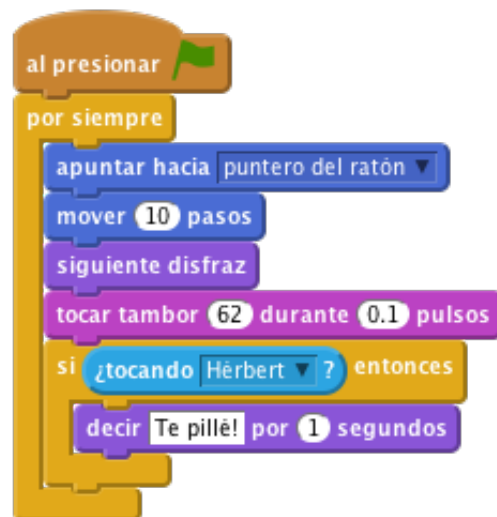 al presionar
por siempre
apuntar hacia puntero del ratón
mover 10 pasos
siguiente disfraz
tocar tambor 62 durante 0.1 pulsos
si ¿tocando Hérbert ? entonces
decir Te pillé! por 1 segundos